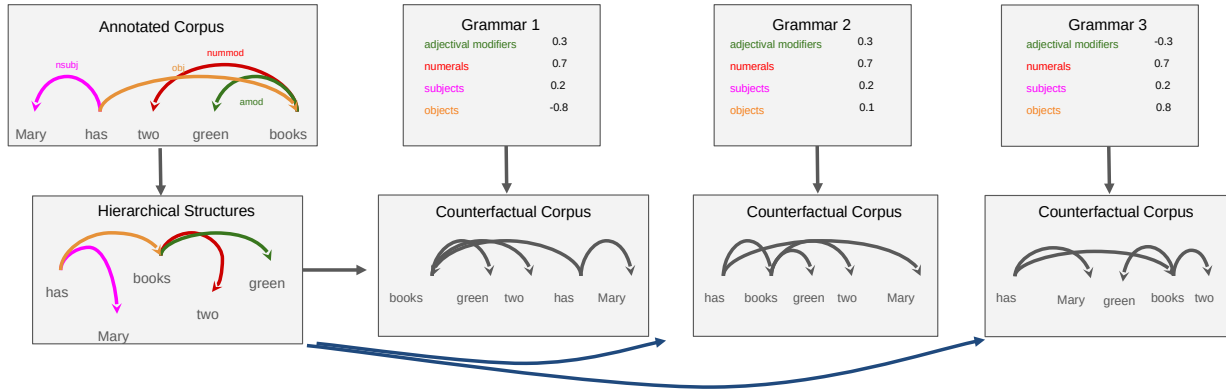 Annotated Corpus
nsubj
obj
nummod
amod
Mary has two green books
Grammar 1
adjectival modifiers 0.3
numerals 0.7
subjects 0.2
objects -0.8
Grammar 2
adjectival modifiers 0.3
numerals 0.7
subjects 0.2
objects 0.1
Grammar 3
adjectival modifiers -0.3
numerals 0.7
subjects 0.2
objects 0.8
Hierarchical Structures
has
books
green
two
Mary
Counterfactual Corpus
books green two has Mary
Counterfactual Corpus
has books green two Mary
Counterfactual Corpus
has Mary green books two